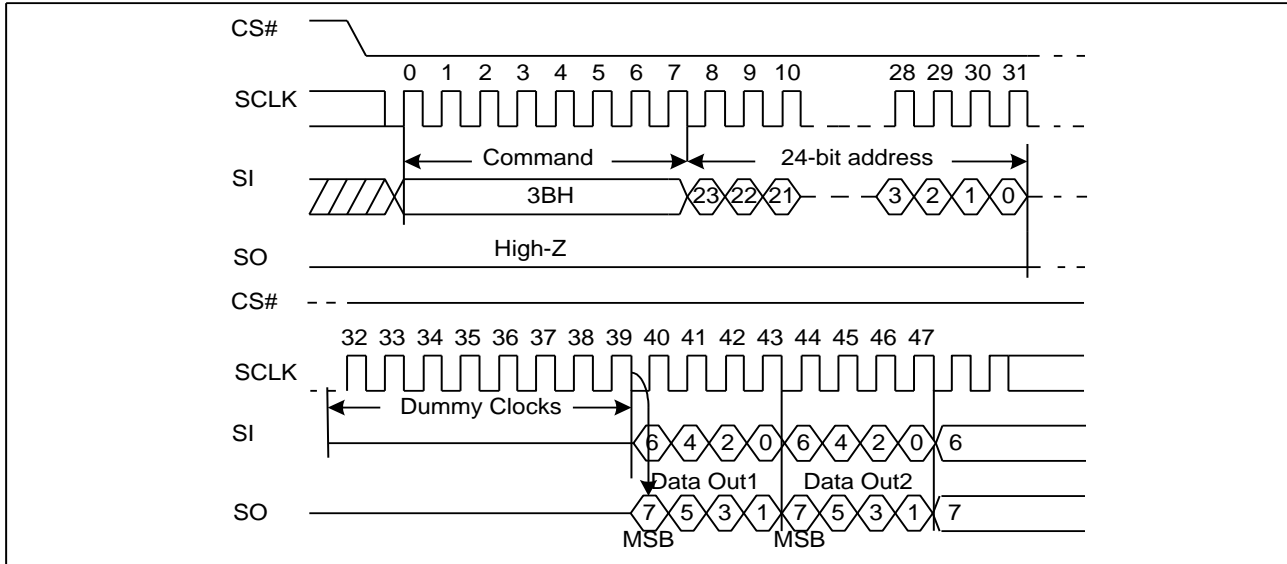 CS#
0 1 2 3 4 5 6 7 8 9 10 28 29 30 31
SCLK
Command 24-bit address
SI
3BH 23 22 21 3 2 1 0
High-Z
SO
CS#
32 33 34 35 36 37 38 39 40 41 42 43 44 45 46 47
SCLK
Dummy Clocks
SI
6 4 2 0 6 4 2 0 6
Data Out1 Data Out2
SO
7 5 3 1 7 5 3 1 7
MSB MSB